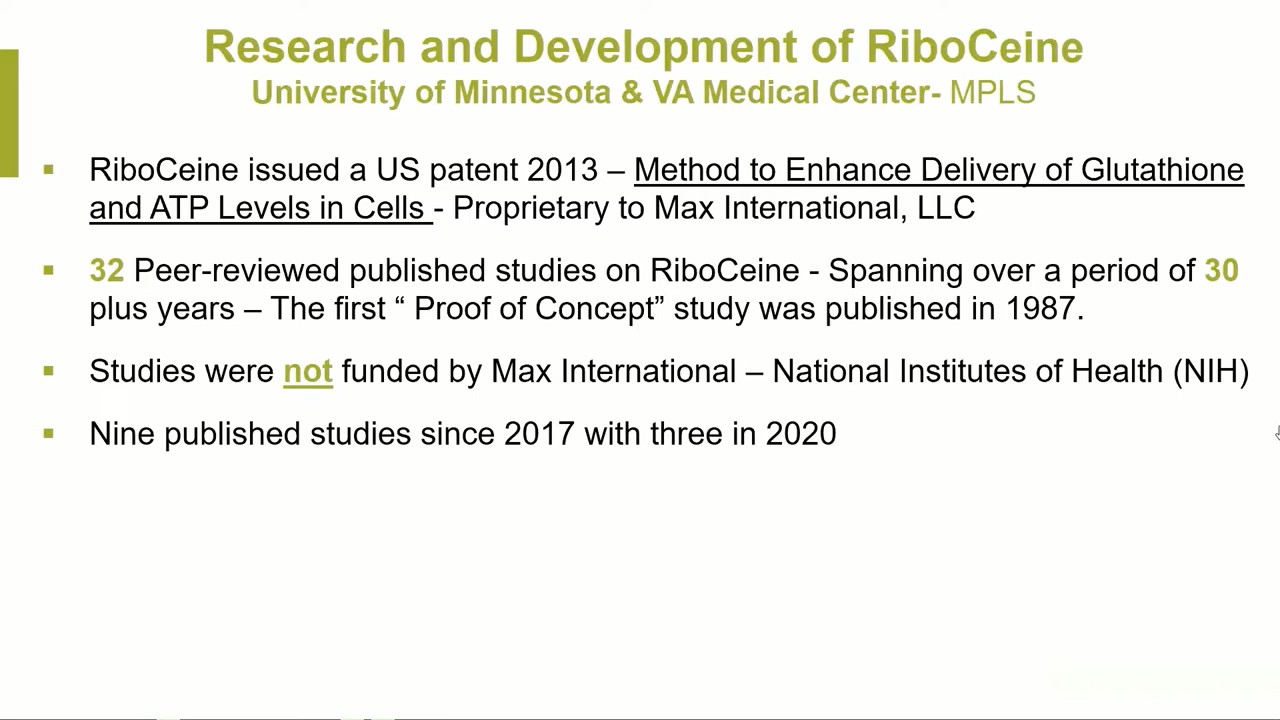 Research and Development of RiboCeine
University of Minnesota & VA Medical Center- MPLS
▪ RiboCeine issued a US patent 2013 – Method to Enhance Delivery of Glutathione
and ATP Levels in Cells - Proprietary to Max International, LLC
▪ 32 Peer-reviewed published studies on RiboCeine - Spanning over a period of 30
plus years – The first “ Proof of Concept” study was published in 1987.
▪ Studies were not funded by Max International – National Institutes of Health (NIH)
▪ Nine published studies since 2017 with three in 2020